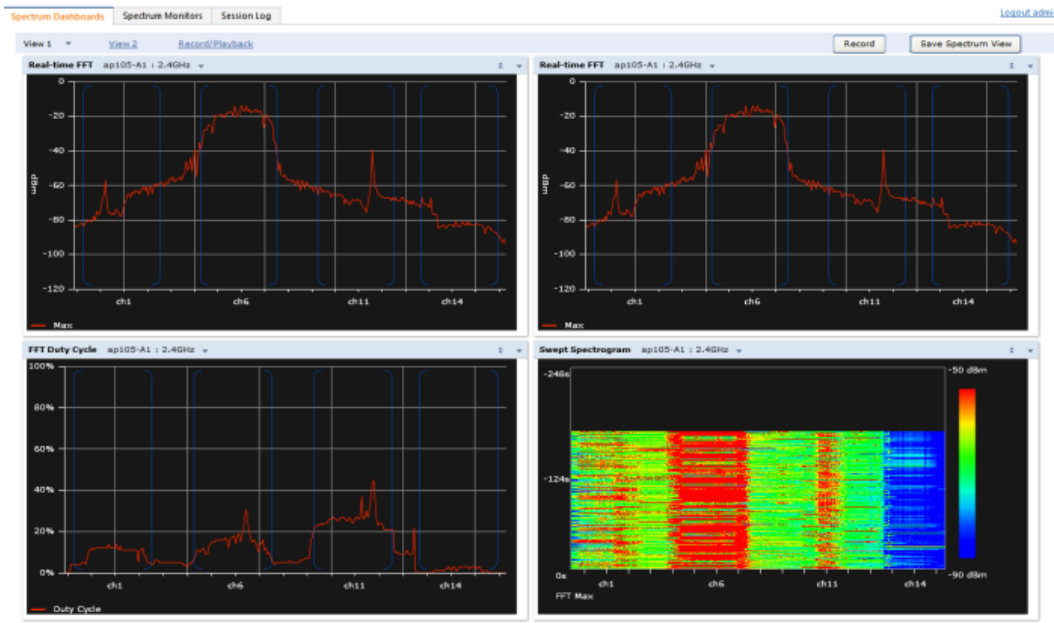 Spectrum Dashboards Spectrum Monitors Session Log Logout admi
View 1 View 2 Record/Playback Record Save Spectrum View
Real-time FFT ap105-A1 : 2.4GHz
0
-20
-40
-60
-80
-100
-120
dBm
ch1 ch6 ch11 ch14
Max
Real-time FFT ap105-A1 : 2.4GHz
0
-20
-40
-60
-80
-100
-120
dBm
ch1 ch6 ch11 ch14
Max
FFT Duty Cycle ap105-A1 : 2.4GHz
100%
80%
60%
40%
20%
0%
ch1 ch6 ch11 ch14
Duty Cycle
Swept Spectrogram ap105-A1 : 2.4GHz
-248s -50 dBm
-124s
0s -90 dBm
ch1 ch6 ch11 ch14
FFT Max